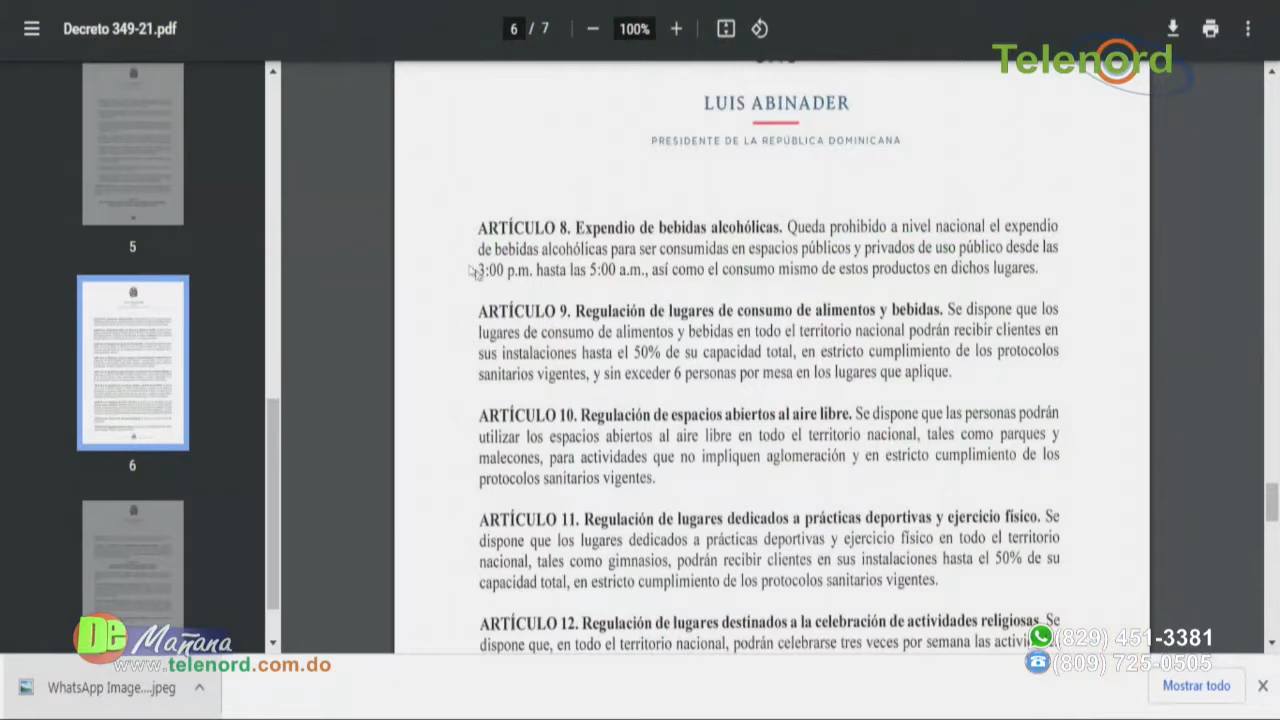 Decreto 349-21.pdf
6 / 7
100%
Telenord
LUIS ABINADER
PRESIDENTE DE LA REPÚBLICA DOMINICANA
ARTÍCULO 8. Expendio de bebidas alcohólicas. Queda prohibido a nivel nacional el expendio
de bebidas alcohólicas para ser consumidas en espacios públicos y privados de uso público desde las
3:00 p.m. hasta las 5:00 a.m., así como el consumo mismo de estos productos en dichos lugares.
ARTÍCULO 9. Regulación de lugares de consumo de alimentos y bebidas. Se dispone que los
lugares de consumo de alimentos y bebidas en todo el territorio nacional podrán recibir clientes en
sus instalaciones hasta el 50% de su capacidad total, en estricto cumplimiento de los protocolos
sanitarios vigentes, y sin exceder 6 personas por mesa en los lugares que aplique.
ARTÍCULO 10. Regulación de espacios abiertos al aire libre. Se dispone que las personas podrán
utilizar los espacios abiertos al aire libre en todo el territorio nacional, tales como parques y
malecones, para actividades que no impliquen aglomeración y en estricto cumplimiento de los
protocolos sanitarios vigentes.
ARTÍCULO 11. Regulación de lugares dedicados a prácticas deportivas y ejercicio físico. Se
dispone que los lugares dedicados a prácticas deportivas y ejercicio físico en todo el territorio
nacional, tales como gimnasios, podrán recibir clientes en sus instalaciones hasta el 50% de su
capacidad total, en estricto cumplimiento de los protocolos sanitarios vigentes.
ARTÍCULO 12. Regulación de lugares destinados a la celebración de actividades religiosas. Se
dispone que, en todo el territorio nacional, podrán celebrarse tres veces por semana las
5
6
De Mañana
www.telenord.com.do
(829) 451-3381
(809) 725-0505
WhatsApp Image....jpeg
Mostrar todo